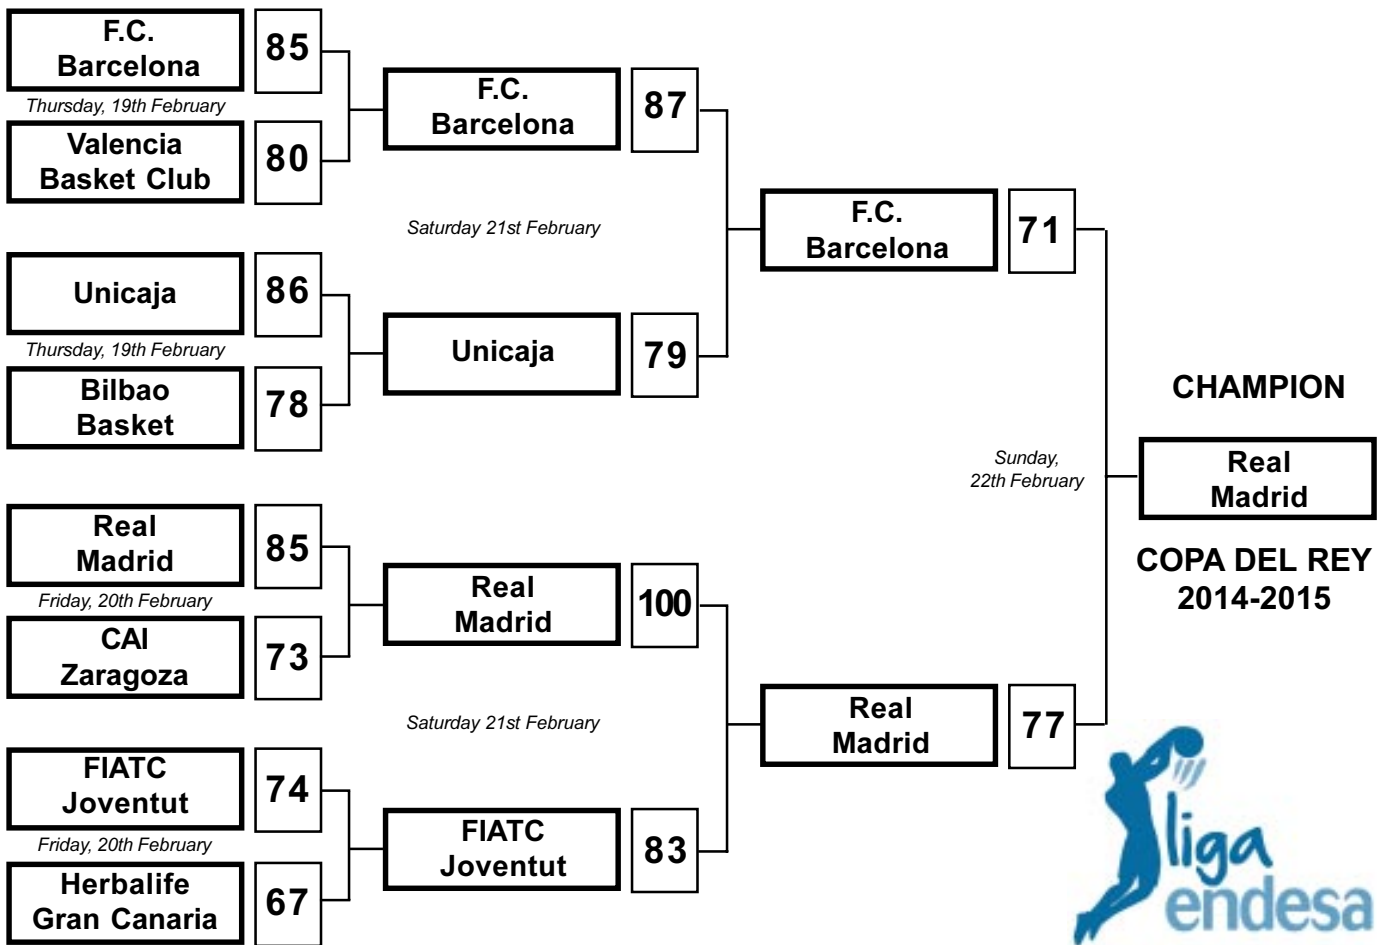 F.C.
Barcelona
85
Thursday, 19th February
Valencia
Basket Club
80
F.C.
Barcelona
87
Saturday 21st February
Unicaja
86
Thursday, 19th February
Bilbao
Basket
78
Unicaja
79
F.C.
Barcelona
71
Real
Madrid
85
Friday, 20th February
CAI
Zaragoza
73
Real
Madrid
100
Saturday 21st February
FIATC
Joventut
74
Friday, 20th February
Herbalife
Gran Canaria
67
FIATC
Joventut
83
Real
Madrid
77
Sunday,
22th February
CHAMPION
Real
Madrid
COPA DEL REY
2014-2015
liga
endesa